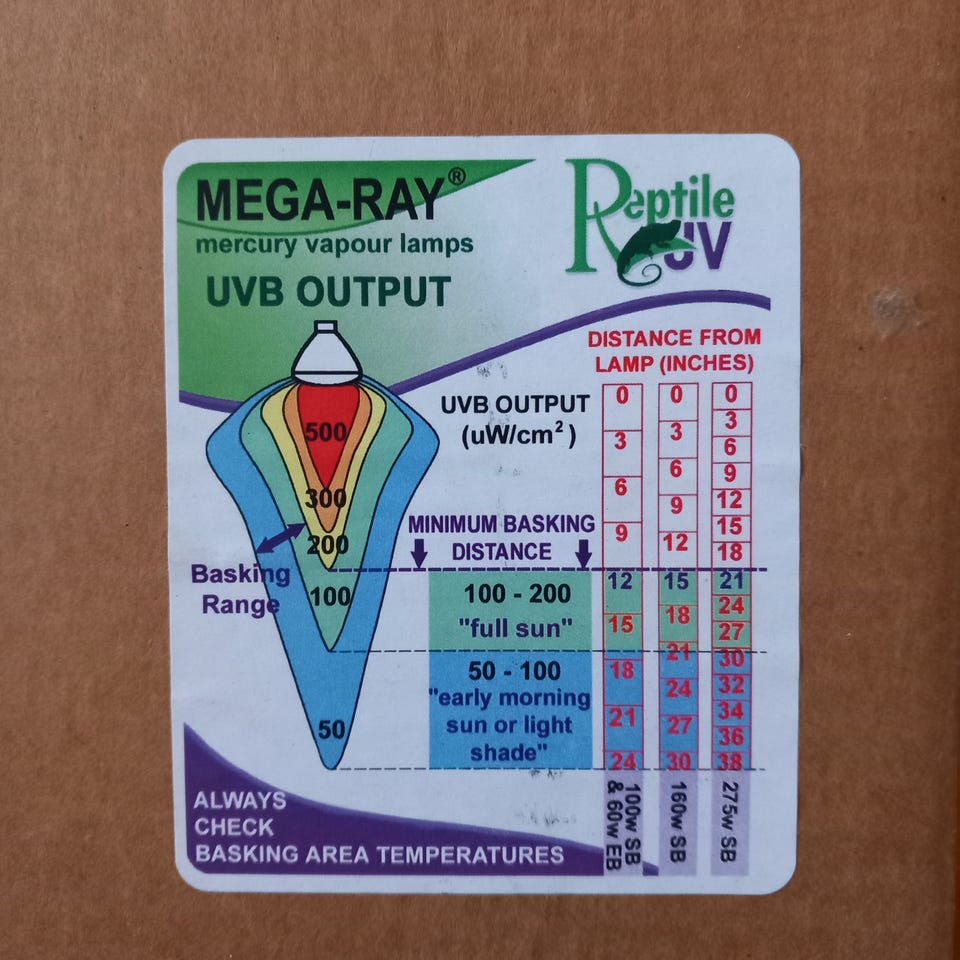 MEGA-RAY®
mercury vapour lamps
UVB OUTPUT
Reptile
UV
DISTANCE FROM
LAMP (INCHES)
UVB OUTPUT
(uW/cm²)
500
300
200
100
50
Basking
Range
MINIMUM BASKING
DISTANCE
100 - 200
"full sun"
50 - 100
"early morning
sun or light
shade"
0
3
6
9
12
15
18
21
24
100w SB
& 60w EB
0
3
6
9
12
15
18
21
24
27
30
160w SB
0
3
6
9
12
15
18
21
24
27
30
32
34
36
38
275w SB
ALWAYS
CHECK
BASKING AREA TEMPERATURES